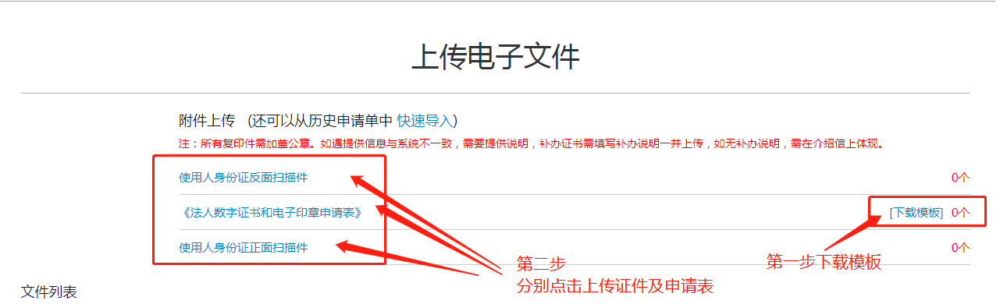 上传电子文件
附件上传 (还可以从历史申请单中 快速导入)
注：所有复印件需加盖公章。如遇提供信息与系统不一致，需要提供说明，补办证书需填写补办说明一并上传，如无补办说明，需在介绍信上体现。
使用人身份证反面扫描件 0个
《法人数字证书和电子印章申请表》 [下载模板] 0个
使用人身份证正面扫描件 0个
第一步下载模板
第二步
分别点击上传证件及申请表
文件列表